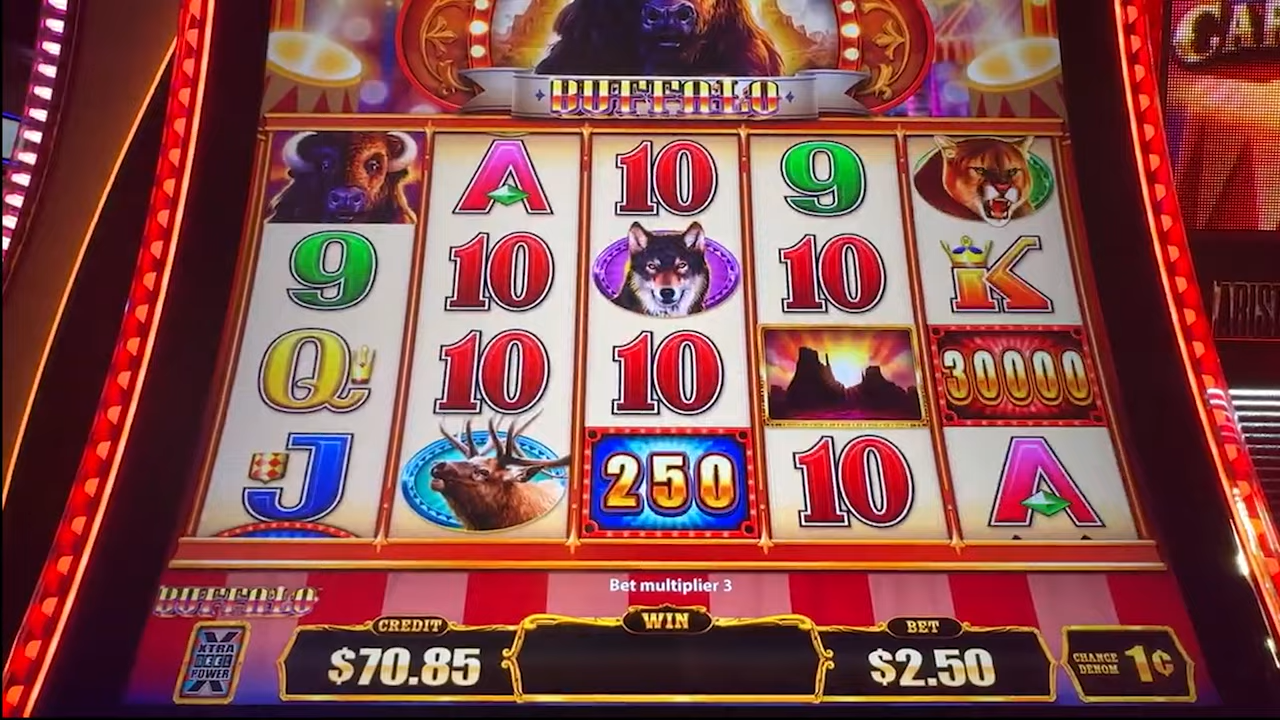 BUFFALO
A 10 9
9 10 10 K
Q 10 10 30000
J 250 10 A
Bet multiplier 3
BUFFALO
CREDIT WIN BET
XTRA REEL POWER
$70.85 $2.50
CHANGE DENOM 1¢